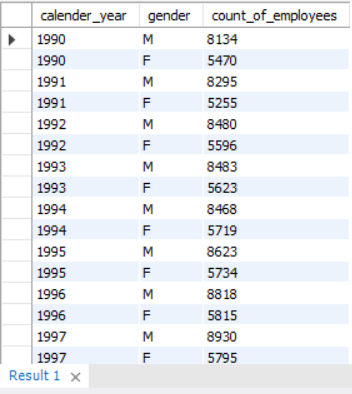 calender_year gender count_of_employees
1990 M 8134
1990 F 5470
1991 M 8295
1991 F 5255
1992 M 8480
1992 F 5596
1993 M 8483
1993 F 5623
1994 M 8468
1994 F 5719
1995 M 8623
1995 F 5734
1996 M 8818
1996 F 5815
1997 M 8930
1997 F 5795
Result 1 ×